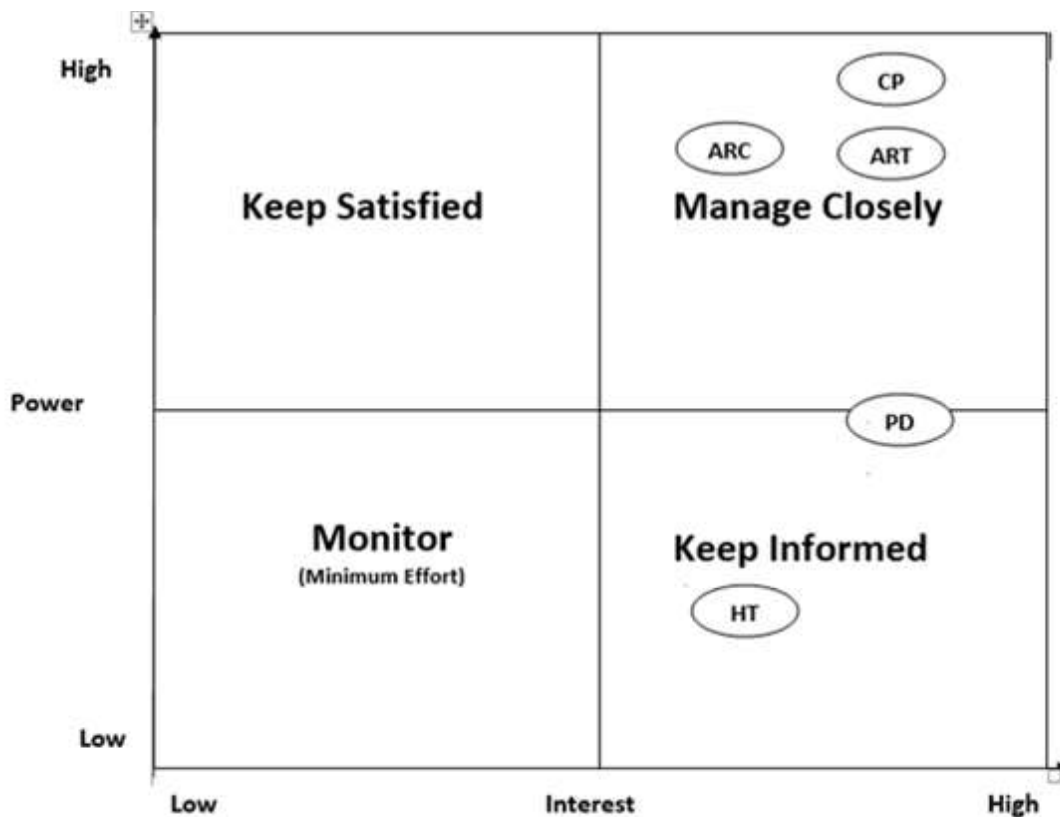 High
CP
ARC
ART
Keep Satisfied
Manage Closely
Power
PD
Monitor
(Minimum Effort)
Keep Informed
HT
Low
Low
Interest
High